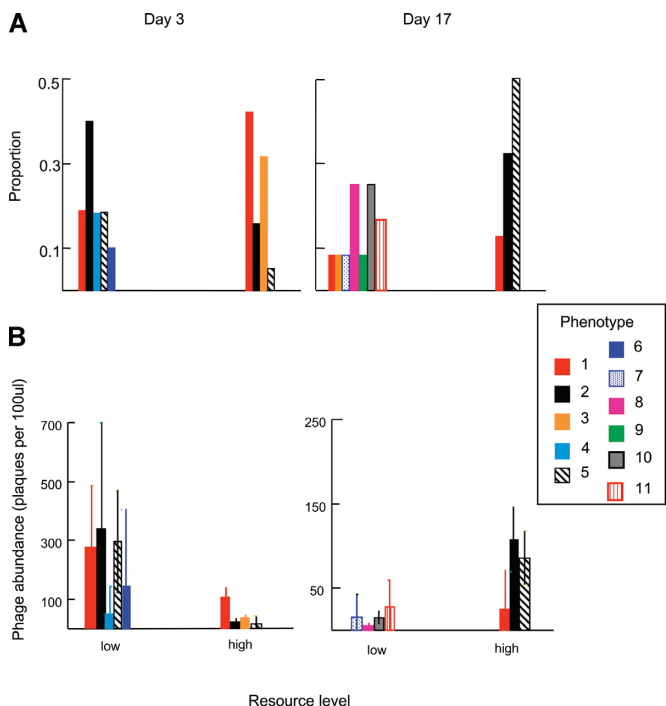 A
Day 3
Day 17
Proportion
0.5
0.3
0.1
B
Phage abundance (plaques per 100ul)
700
500
300
100
250
150
50
low
high
low
high
Resource level
Phenotype
1
2
3
4
5
6
7
8
9
10
11